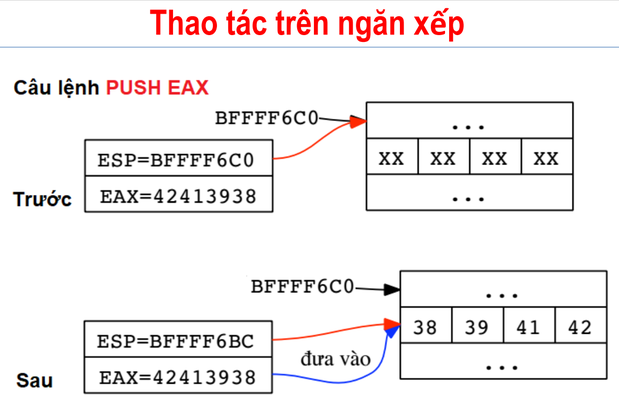 Thao tác trên ngăn xếp
Câu lệnh PUSH EAX
BFFFF6C0
...
ESP=BFFFF6C0
xx xx xx xx
Trước
EAX=42413938
...
BFFFF6C0
...
ESP=BFFFF6BC
38 39 41 42
đưa vào
...
Sau
EAX=42413938